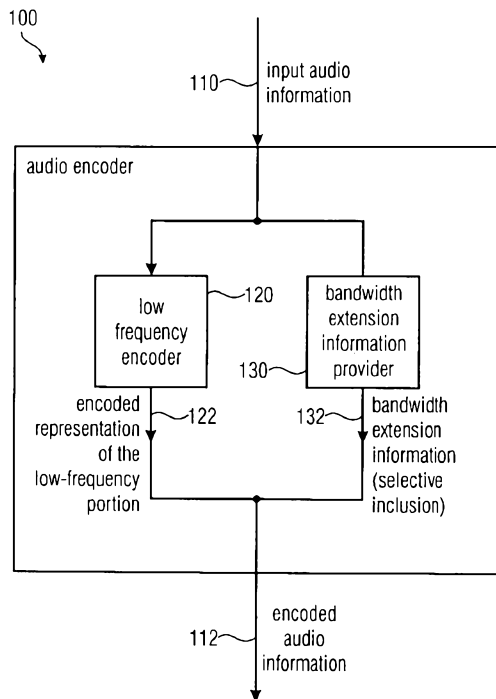 100
110
input audio
information
audio encoder
low
frequency
encoder
120
bandwidth
extension
information
provider
130
encoded
representation
of the
low-frequency
portion
122
132
bandwidth
extension
information
(selective
inclusion)
112
encoded
audio
information